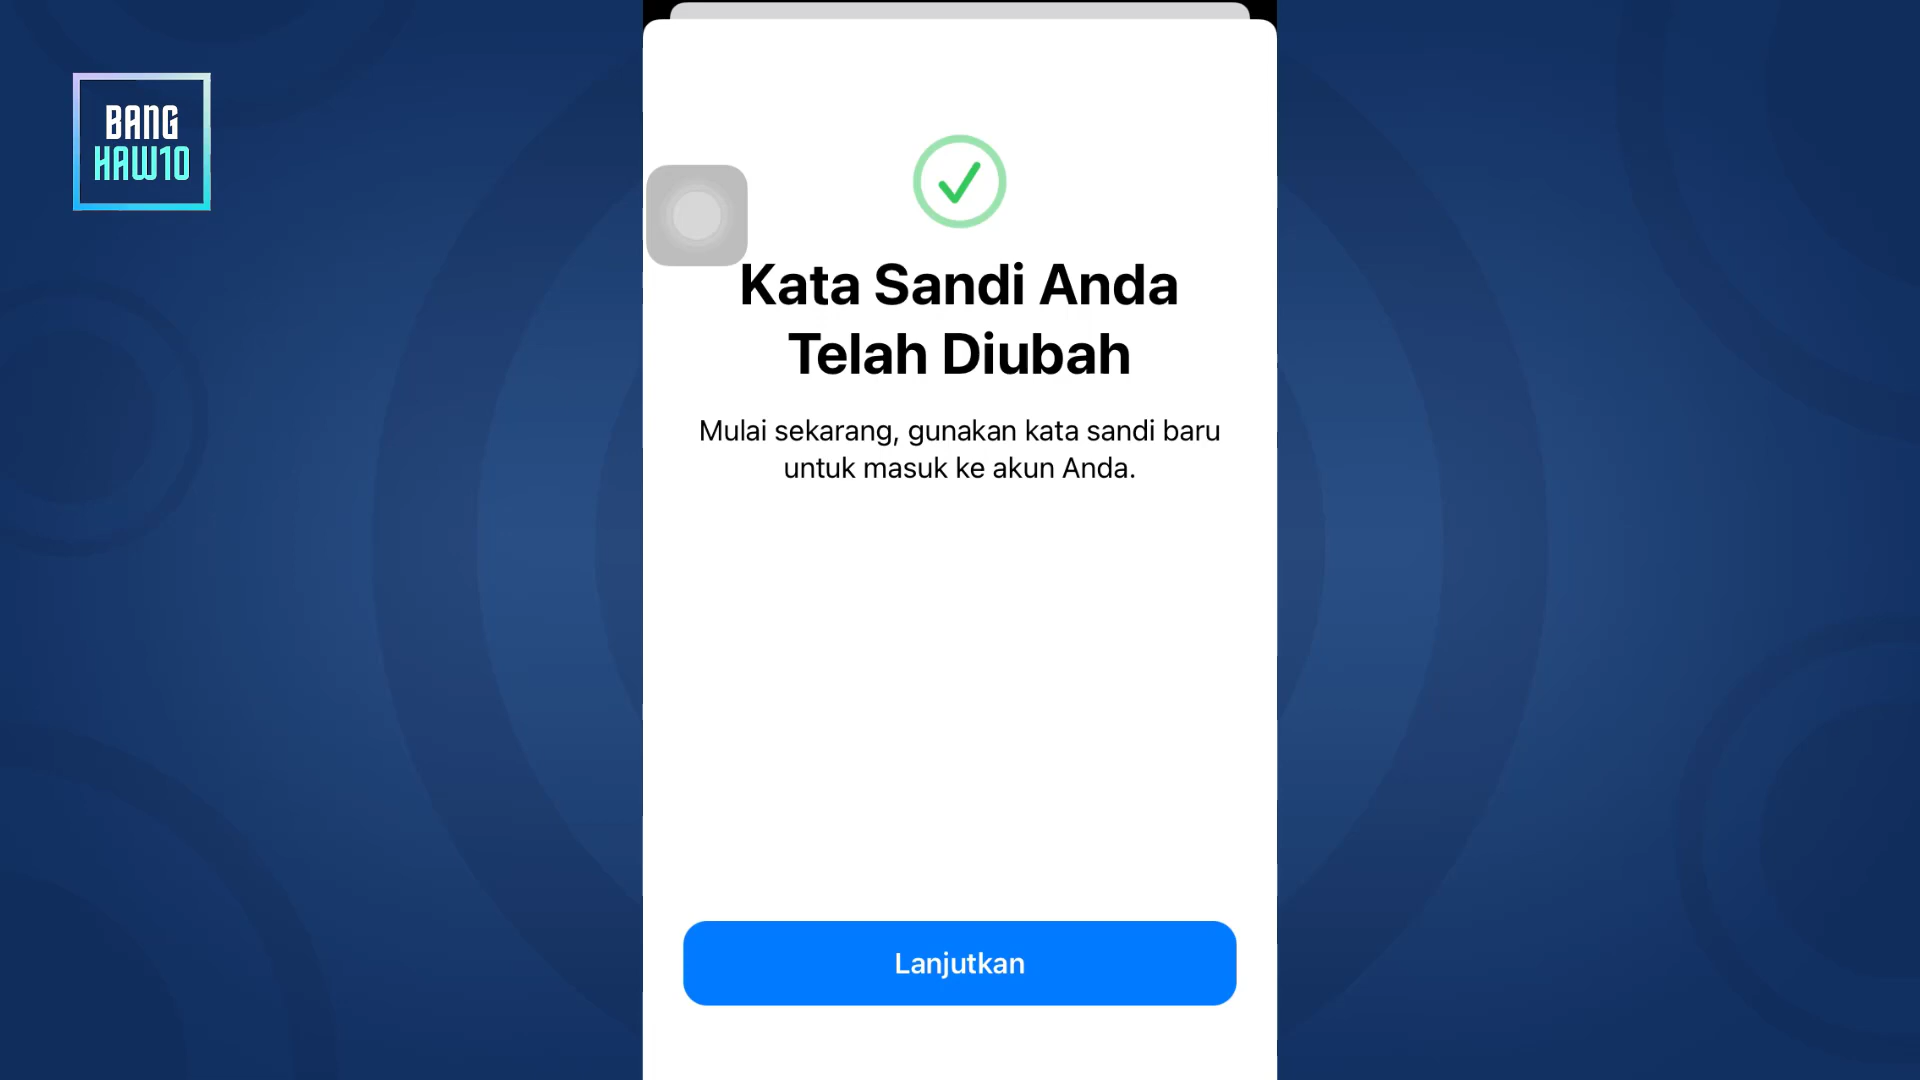 BANG
HAW10
Kata Sandi Anda
Telah Diubah
Mulai sekarang, gunakan kata sandi baru
untuk masuk ke akun Anda.
Lanjutkan